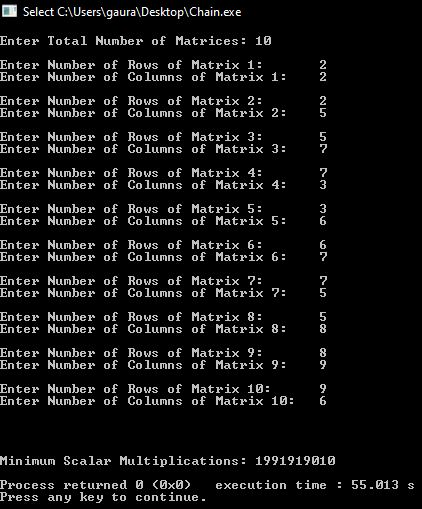 Select C:\Users\gaura\Desktop\Chain.exe
Enter Total Number of Matrices: 10
Enter Number of Rows of Matrix 1: 2
Enter Number of Columns of Matrix 1: 2
Enter Number of Rows of Matrix 2: 2
Enter Number of Columns of Matrix 2: 5
Enter Number of Rows of Matrix 3: 5
Enter Number of Columns of Matrix 3: 7
Enter Number of Rows of Matrix 4: 7
Enter Number of Columns of Matrix 4: 3
Enter Number of Rows of Matrix 5: 3
Enter Number of Columns of Matrix 5: 6
Enter Number of Rows of Matrix 6: 6
Enter Number of Columns of Matrix 6: 7
Enter Number of Rows of Matrix 7: 7
Enter Number of Columns of Matrix 7: 5
Enter Number of Rows of Matrix 8: 5
Enter Number of Columns of Matrix 8: 8
Enter Number of Rows of Matrix 9: 8
Enter Number of Columns of Matrix 9: 9
Enter Number of Rows of Matrix 10: 9
Enter Number of Columns of Matrix 10: 6
Minimum Scalar Multiplications: 1991919010
Process returned 0 (0x0) execution time : 55.013 s
Press any key to continue.